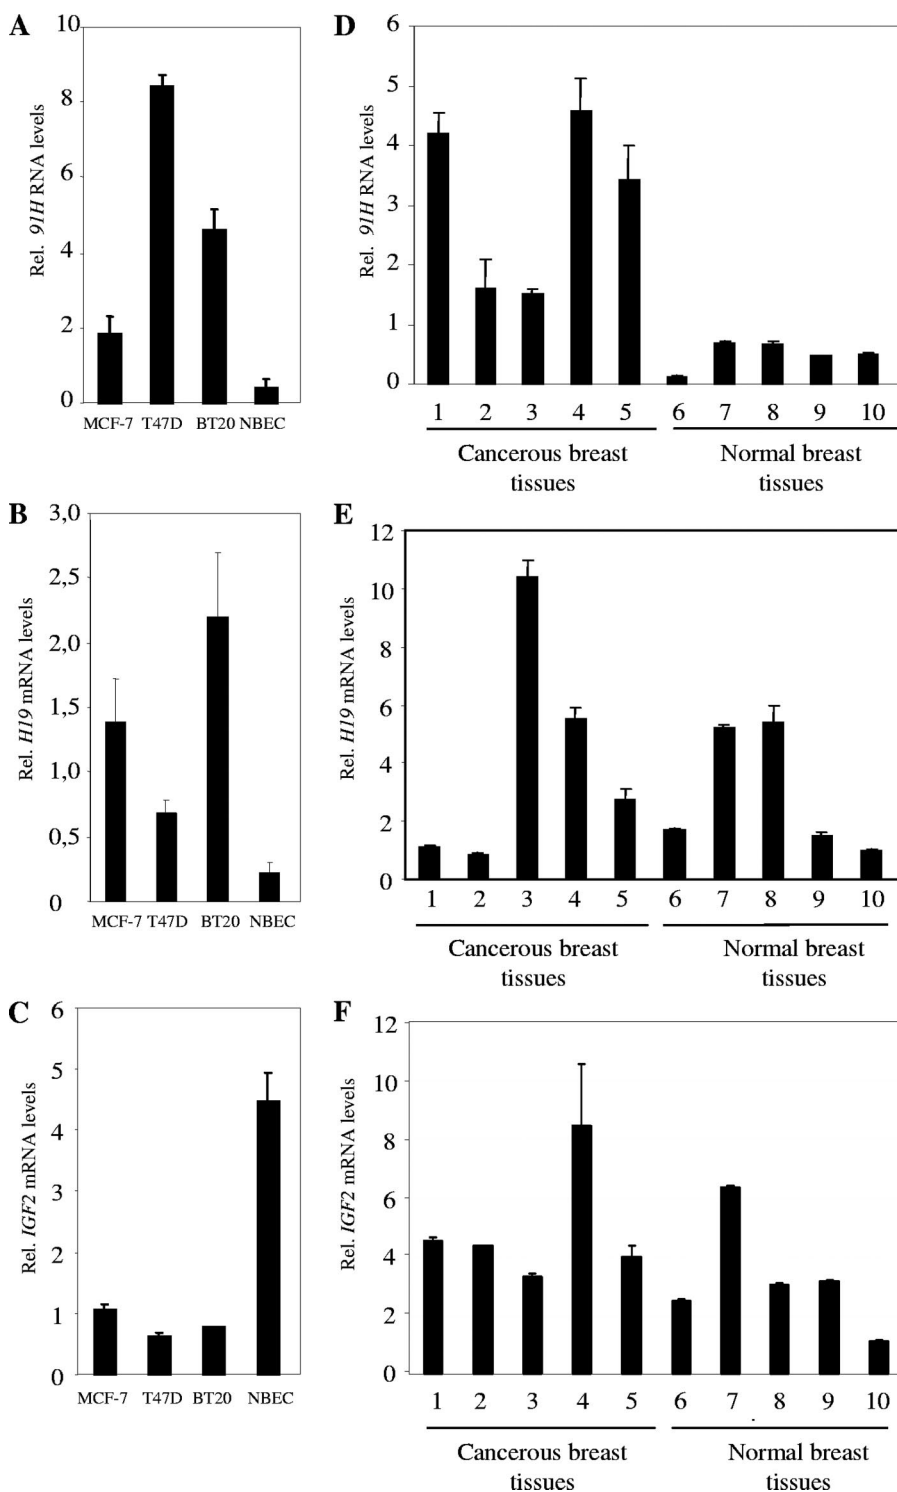 A
Rel. 91H RNA levels
10
8
6
4
2
0
MCF-7 T47D BT20 NBEC
D
Rel. 91H RNA levels
6
5
4
3
2
1
0
1 2 3 4 5 6 7 8 9 10
Cancerous breast
tissues
Normal breast
tissues
B
Rel. H19 mRNA levels
3,0
2,5
2,0
1,5
1,0
0,5
0
MCF-7 T47D BT20 NBEC
E
Rel. H19 mRNA levels
12
10
8
6
4
2
0
1 2 3 4 5 6 7 8 9 10
Cancerous breast
tissues
Normal breast
tissues
C
Rel. IGF2 mRNA levels
6
5
4
3
2
1
0
MCF-7 T47D BT20 NBEC
F
Rel. IGF2 mRNA levels
12
10
8
6
4
2
0
1 2 3 4 5 6 7 8 9 10
Cancerous breast
tissues
Normal breast
tissues